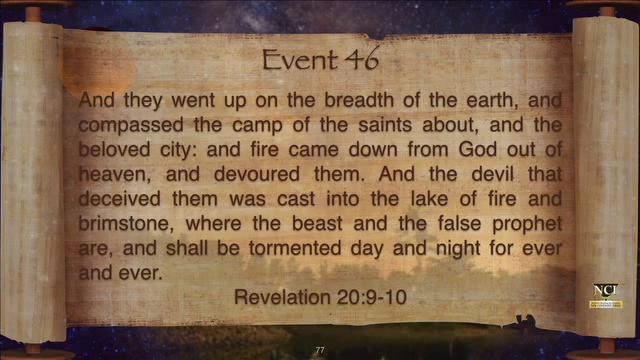 Event 46
And they went up on the breadth of the earth, and
compassed the camp of the saints about, and the
beloved city: and fire came down from God out of
heaven, and devoured them. And the devil that
deceived them was cast into the lake of fire and
brimstone, where the beast and the false prophet
are, and shall be tormented day and night for ever
and ever.
Revelation 20:9-10
NCI
77